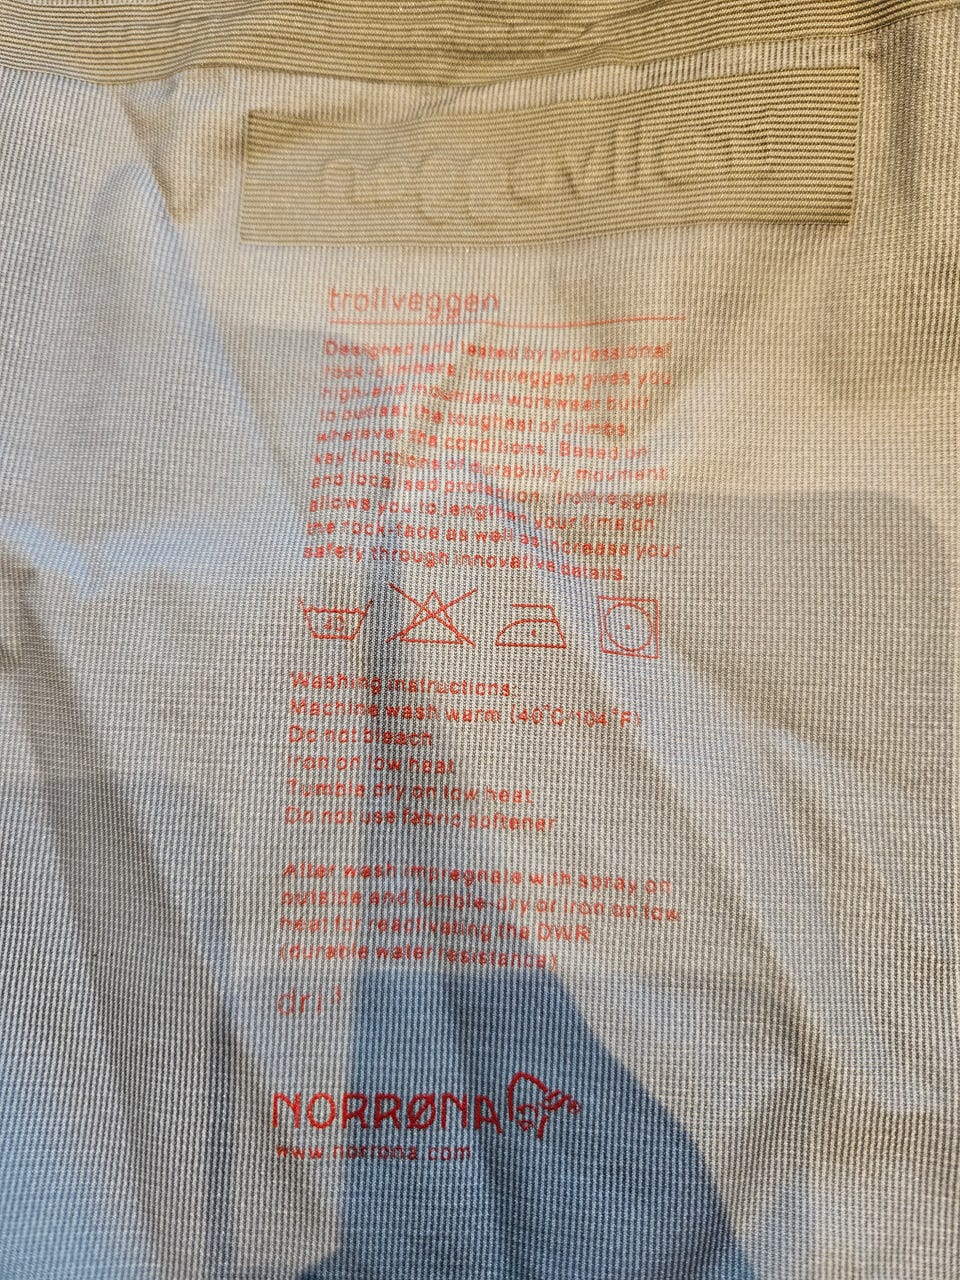 trollveggen
Designed and tested by professional
rock-climbers, trollveggen gives you
high-end mountain workwear built
to outlast the toughest of climbs,
whatever the conditions. Based on
key functions of durability, movment
and localised protection, trollveggen
allows you to lengthen your time on
the rock-face as well as increase your
safety through innovative details.
40
Washing instructions:
Machine wash warm (40°C/104°F)
Do not bleach
Iron on low heat
Tumble dry on low heat
Do not use fabric softener
After wash impregnate with spray on
outside and tumble-dry or iron on low
heat for reactivating the DWR
(durable water resistance)
dri³
NORRØNA
www.norrona.com